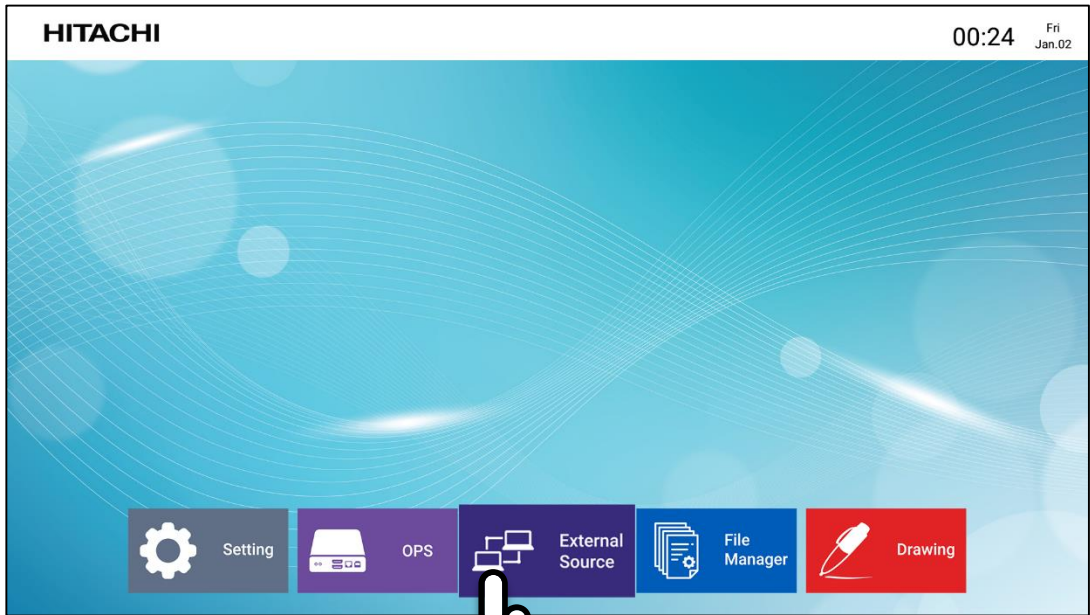 HITACHI
00:24
Fri
Jan.02
Setting
OPS
External
Source
File
Manager
Drawing